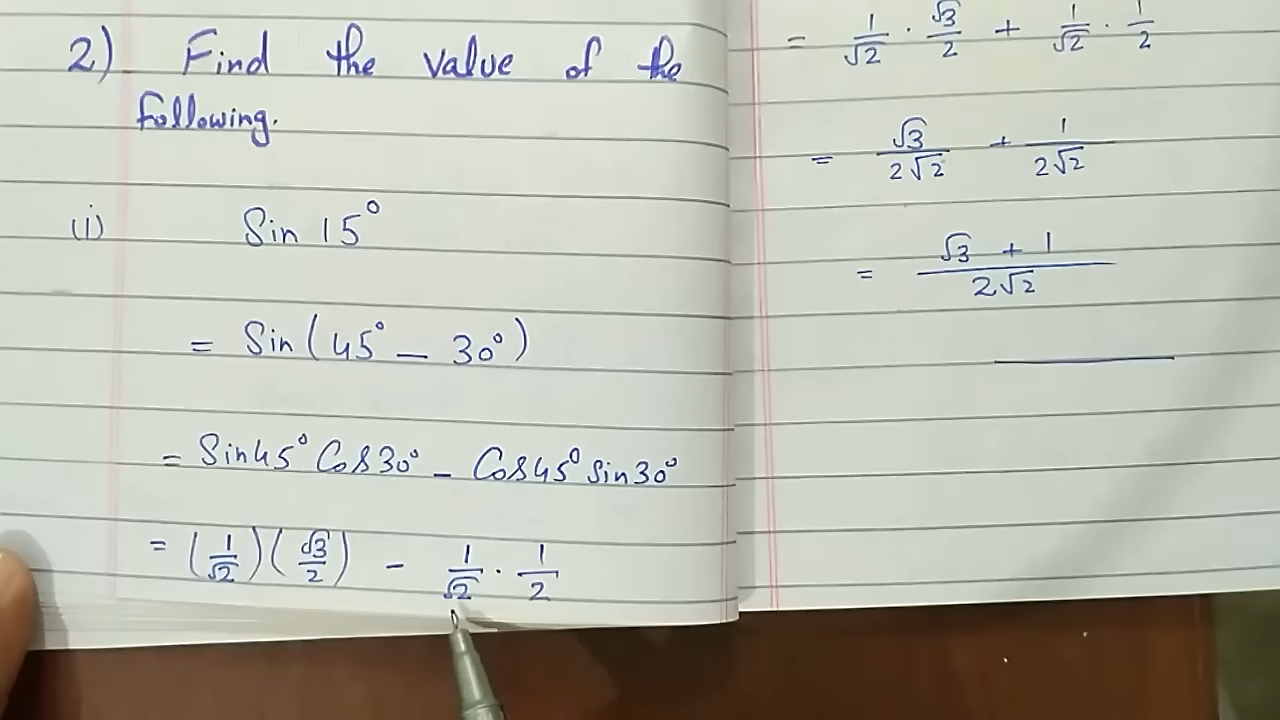 2) Find the value of the
following.
(i) Sin 15°
= Sin(45° - 30°)
= Sin45° Cos30° - Cos45° Sin30°
= (1/√2)(√3/2) - 1/√2 · 1/2
= 1/√2 · √3/2 + 1/√2 · 1/2
= √3/2√2 + 1/2√2
= √3 + 1/2√2